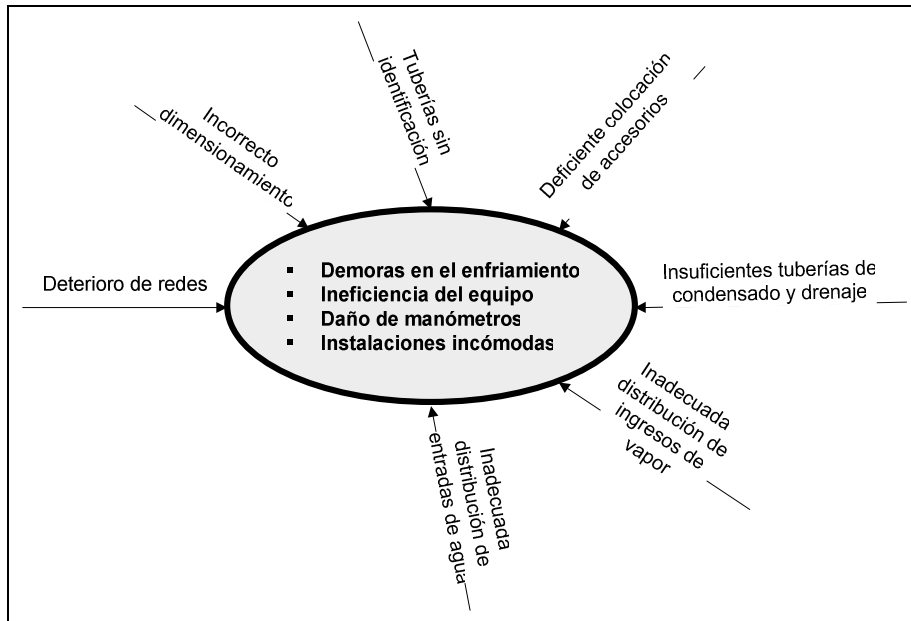 Tuberías sin
identificación
Deficiente colocación
de accesorios
Incorrecto
dimensionamiento
Deterioro de redes
▪ Demoras en el enfriamiento
▪ Ineficiencia del equipo
▪ Daño de manómetros
▪ Instalaciones incómodas
Insuficientes tuberías de
condensado y drenaje
Inadecuada
distribución de
ingresos de
vapor
Inadecuada
distribución de
entradas de agua